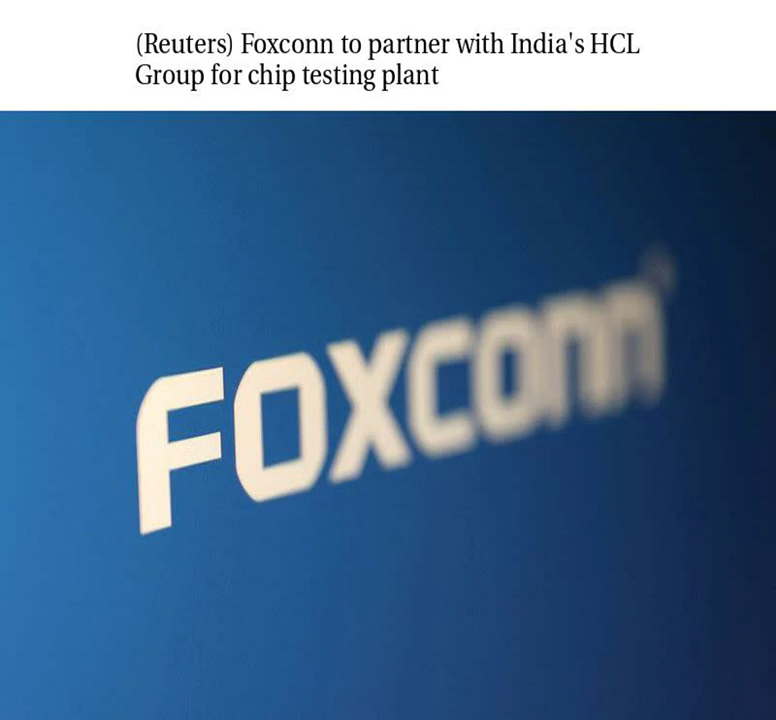 (Reuters) Foxconn to partner with India's HCL
Group for chip testing plant
FOXCONN